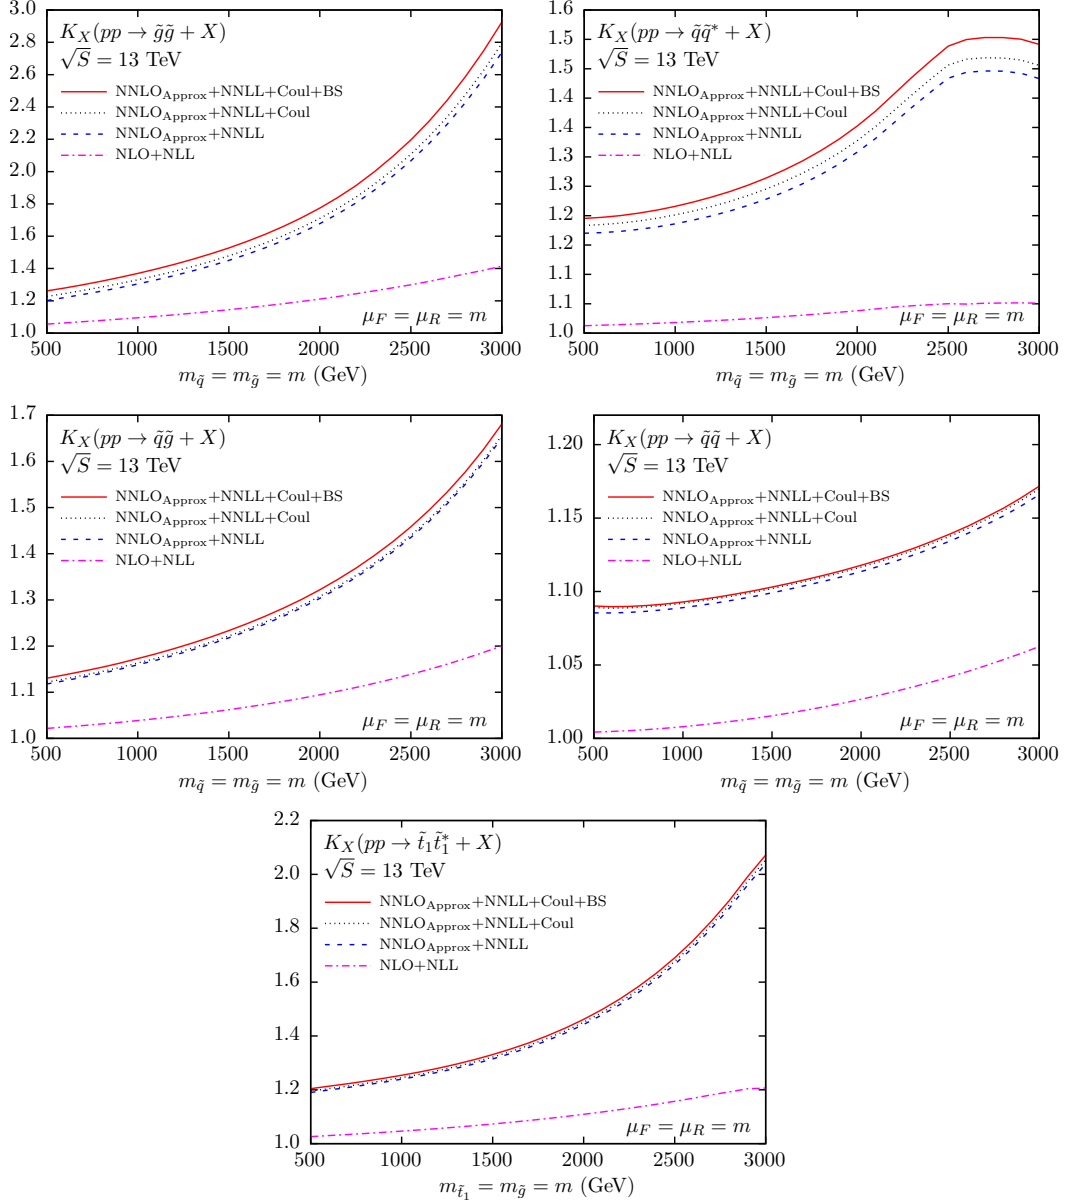 K_X(pp → g̃g̃ + X)
√S = 13 TeV
NNLO_Approx+NNLL+Coul+BS
NNLO_Approx+NNLL+Coul
NNLO_Approx+NNLL
NLO+NLL
3.0
2.8
2.6
2.4
2.2
2.0
1.8
1.6
1.4
1.2
1.0
μ_F = μ_R = m
500 1000 1500 2000 2500 3000
m_q̃ = m_g̃ = m (GeV)
K_X(pp → q̃q̃* + X)
√S = 13 TeV
NNLO_Approx+NNLL+Coul+BS
NNLO_Approx+NNLL+Coul
NNLO_Approx+NNLL
NLO+NLL
1.6
1.5
1.5
1.4
1.4
1.3
1.3
1.2
1.2
1.1
1.1
1.0
μ_F = μ_R = m
500 1000 1500 2000 2500 3000
m_q̃ = m_g̃ = m (GeV)
K_X(pp → q̃g̃ + X)
√S = 13 TeV
NNLO_Approx+NNLL+Coul+BS
NNLO_Approx+NNLL+Coul
NNLO_Approx+NNLL
NLO+NLL
1.7
1.6
1.5
1.4
1.3
1.2
1.1
1.0
μ_F = μ_R = m
500 1000 1500 2000 2500 3000
m_q̃ = m_g̃ = m (GeV)
K_X(pp → q̃q̃ + X)
√S = 13 TeV
NNLO_Approx+NNLL+Coul+BS
NNLO_Approx+NNLL+Coul
NNLO_Approx+NNLL
NLO+NLL
1.20
1.15
1.10
1.05
1.00
μ_F = μ_R = m
500 1000 1500 2000 2500 3000
m_q̃ = m_g̃ = m (GeV)
K_X(pp → t̃₁t̃₁* + X)
√S = 13 TeV
NNLO_Approx+NNLL+Coul+BS
NNLO_Approx+NNLL+Coul
NNLO_Approx+NNLL
NLO+NLL
2.2
2.0
1.8
1.6
1.4
1.2
1.0
μ_F = μ_R = m
500 1000 1500 2000 2500 3000
m_t̃₁ = m_g̃ = m (GeV)